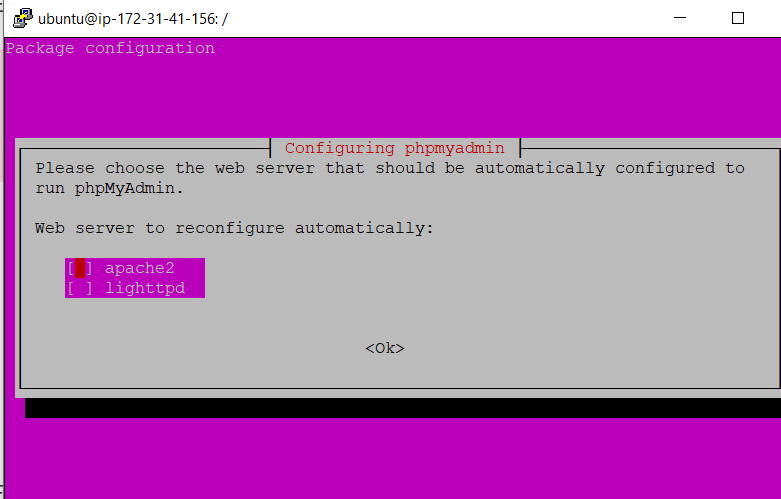 ubuntu@ip-172-31-41-156: /
Package configuration
Configuring phpmyadmin
Please choose the web server that should be automatically configured to
run phpMyAdmin.
Web server to reconfigure automatically:
[ ] apache2
[ ] lighttpd
<Ok>